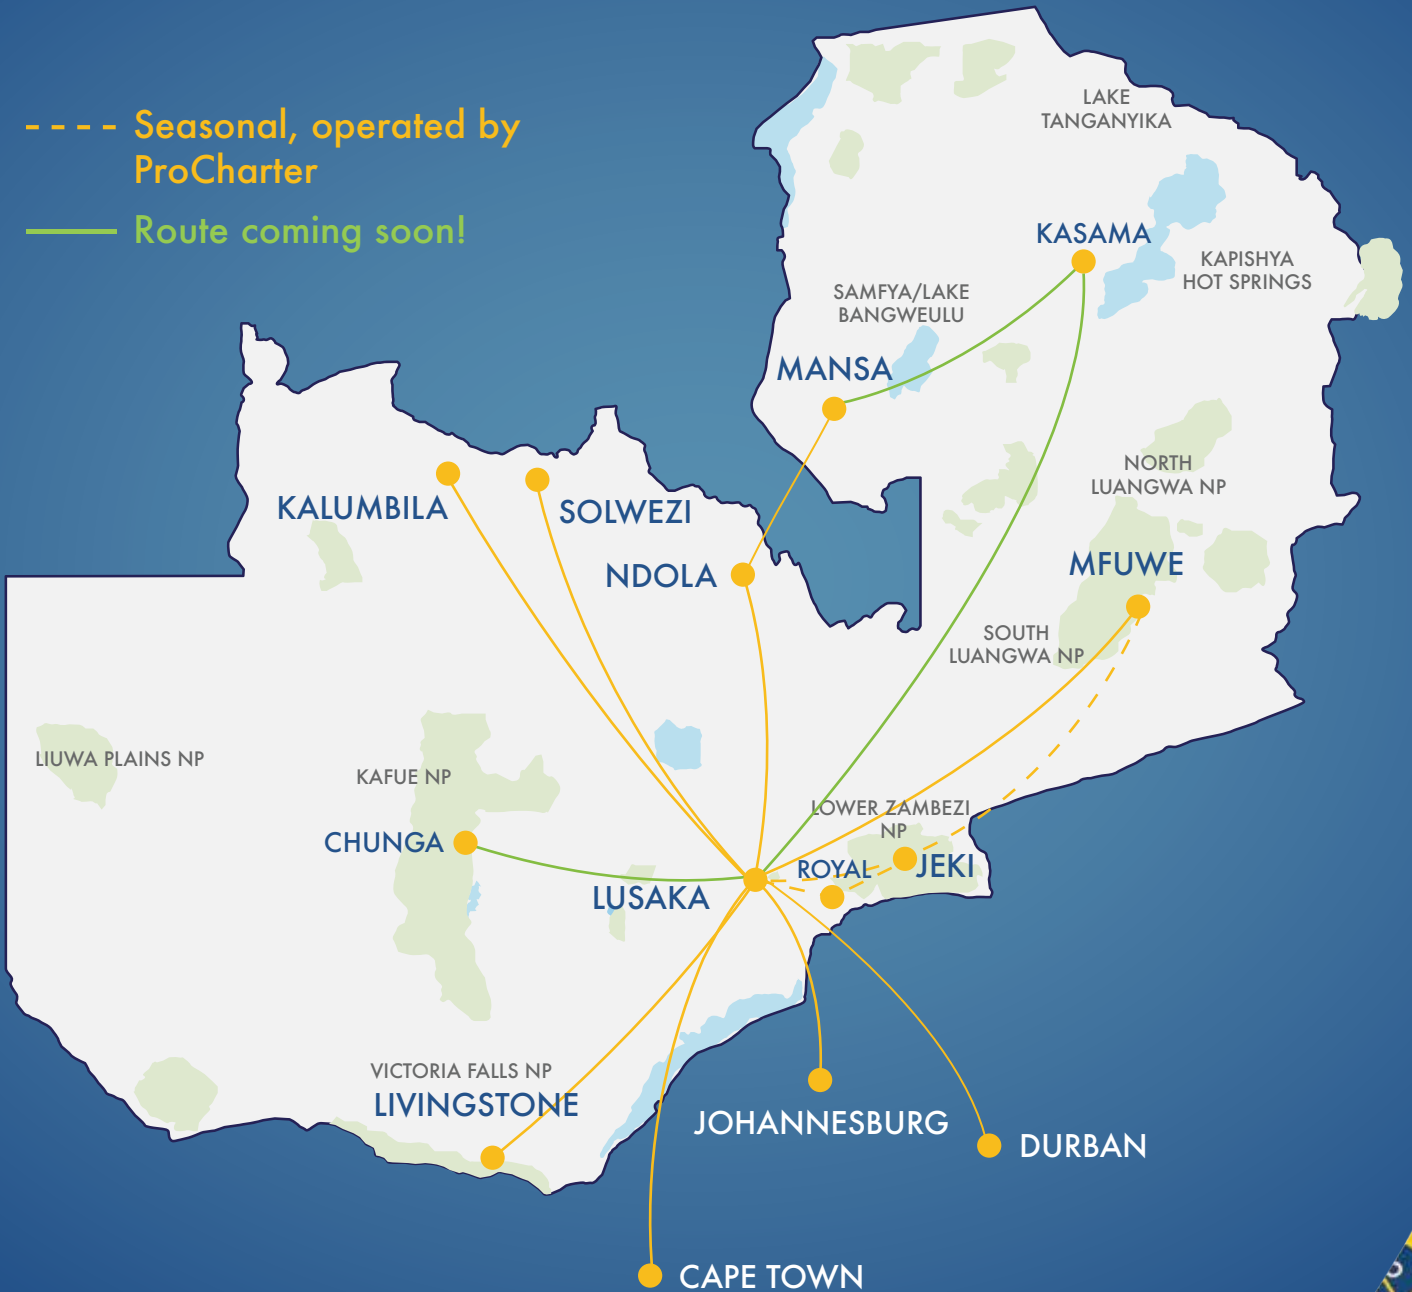 Seasonal, operated by
ProCharter
Route coming soon!
LAKE
TANGANYIKA
KASAMA
KAPISHYA
HOT SPRINGS
SAMFYA/LAKE
BANGWEULU
MANSA
NORTH
LUANGWA NP
KALUMBILA
SOLWEZI
NDOLA
MFUWE
SOUTH
LUANGWA NP
LIUWA PLAINS NP
KAFUE NP
LOWER ZAMBEZI
NP
CHUNGA
ROYAL
JEKI
LUSAKA
VICTORIA FALLS NP
LIVINGSTONE
JOHANNESBURG
DURBAN
CAPE TOWN